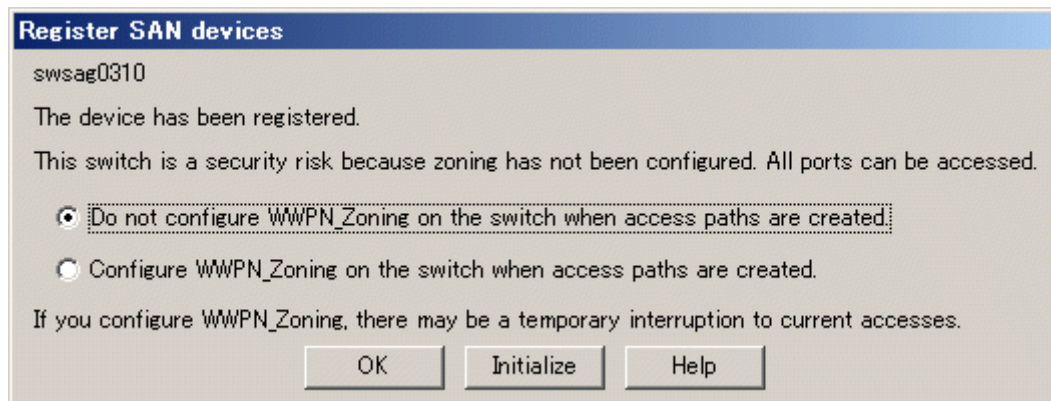 Register SAN devices
swsag0310
The device has been registered.
This switch is a security risk because zoning has not been configured. All ports can be accessed.
Do not configure WWPN_Zoning on the switch when access paths are created.
Configure WWPN_Zoning on the switch when access paths are created.
If you configure WWPN_Zoning, there may be a temporary interruption to current accesses.
OK Initialize Help